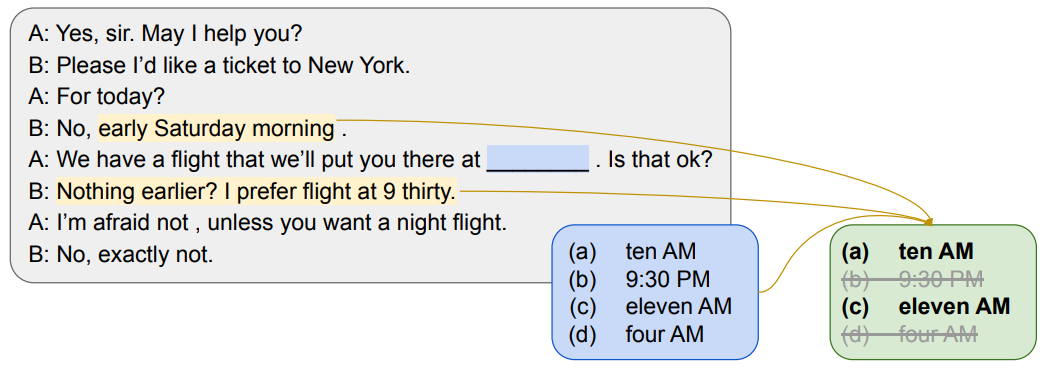 A: Yes, sir. May I help you?
B: Please I’d like a ticket to New York.
A: For today?
B: No, early Saturday morning .
A: We have a flight that we’ll put you there at ________ . Is that ok?
B: Nothing earlier? I prefer flight at 9 thirty.
A: I’m afraid not , unless you want a night flight.
B: No, exactly not.
(a) ten AM
(b) 9:30 PM
(c) eleven AM
(d) four AM
(a) ten AM
(b) 9:30 PM
(c) eleven AM
(d) four AM